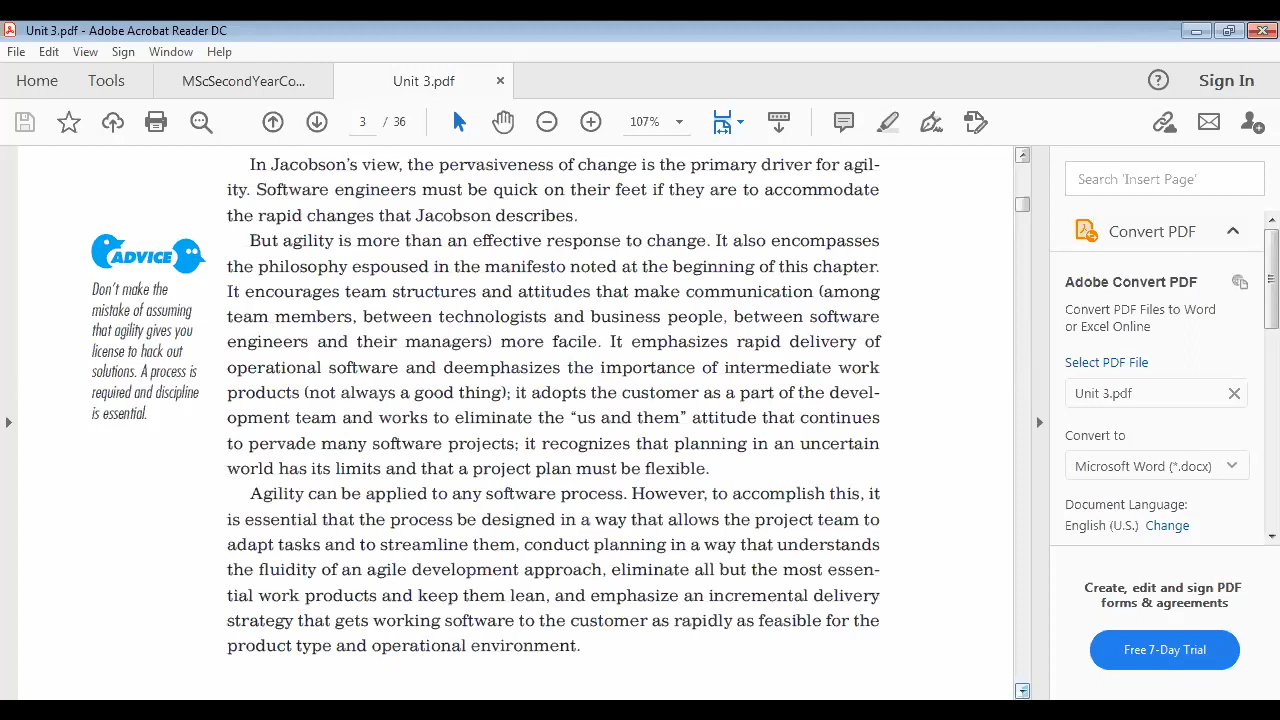 Unit 3.pdf - Adobe Acrobat Reader DC
File Edit View Sign Window Help
Home Tools MScSecondYearCo... Unit 3.pdf × ? Sign In
3 / 36 107%
In Jacobson's view, the pervasiveness of change is the primary driver for agil-
ity. Software engineers must be quick on their feet if they are to accommodate
the rapid changes that Jacobson describes.
But agility is more than an effective response to change. It also encompasses
the philosophy espoused in the manifesto noted at the beginning of this chapter.
It encourages team structures and attitudes that make communication (among
team members, between technologists and business people, between software
engineers and their managers) more facile. It emphasizes rapid delivery of
operational software and deemphasizes the importance of intermediate work
products (not always a good thing); it adopts the customer as a part of the devel-
opment team and works to eliminate the “us and them” attitude that continues
to pervade many software projects; it recognizes that planning in an uncertain
world has its limits and that a project plan must be flexible.
Agility can be applied to any software process. However, to accomplish this, it
is essential that the process be designed in a way that allows the project team to
adapt tasks and to streamline them, conduct planning in a way that understands
the fluidity of an agile development approach, eliminate all but the most essen-
tial work products and keep them lean, and emphasize an incremental delivery
strategy that gets working software to the customer as rapidly as feasible for the
product type and operational environment.
ADVICE
Don't make the
mistake of assuming
that agility gives you
license to hack out
solutions. A process is
required and discipline
is essential.
Search 'Insert Page'
Convert PDF
Adobe Convert PDF
Convert PDF Files to Word
or Excel Online
Select PDF File
Unit 3.pdf
Convert to
Microsoft Word (*.docx)
Document Language:
English (U.S.) Change
Create, edit and sign PDF
forms & agreements
Free 7-Day Trial